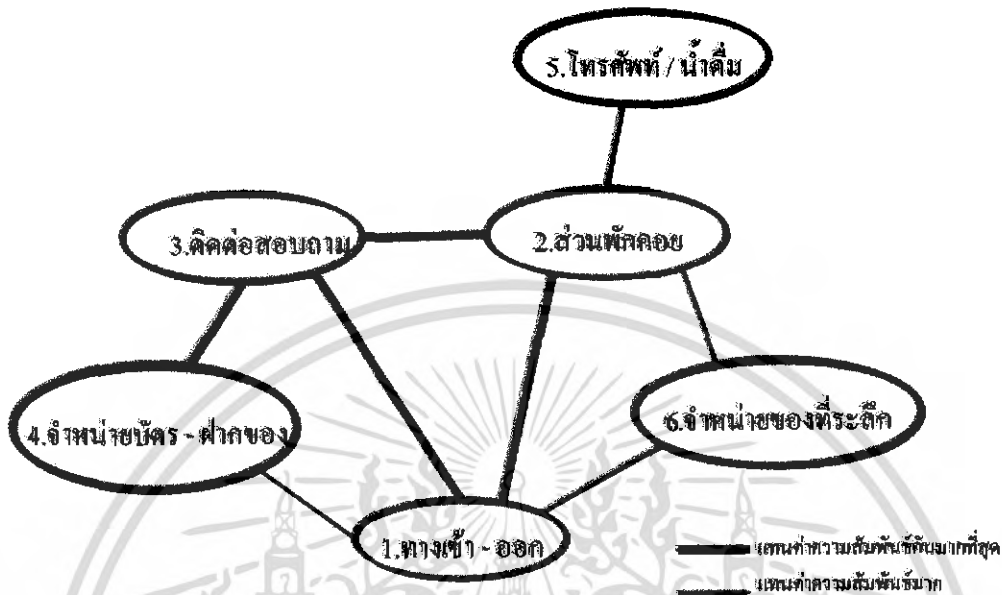 5.โทรศัพท์ / น้ำดื่ม
3.ติดต่อสอบถาม
2.ส่วนพักคอย
4.จำหน่ายบัตร - ฝากของ
6.จำหน่ายของที่ระลึก
1.ทางเข้า - ออก
แทนค่าความสัมพันธ์กันมากที่สุด
แทนค่าความสัมพันธ์มาก